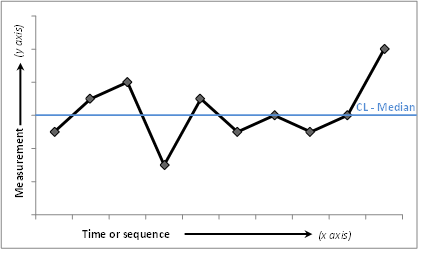 Measurement (y axis)
CL - Median
Time or sequence (x axis)